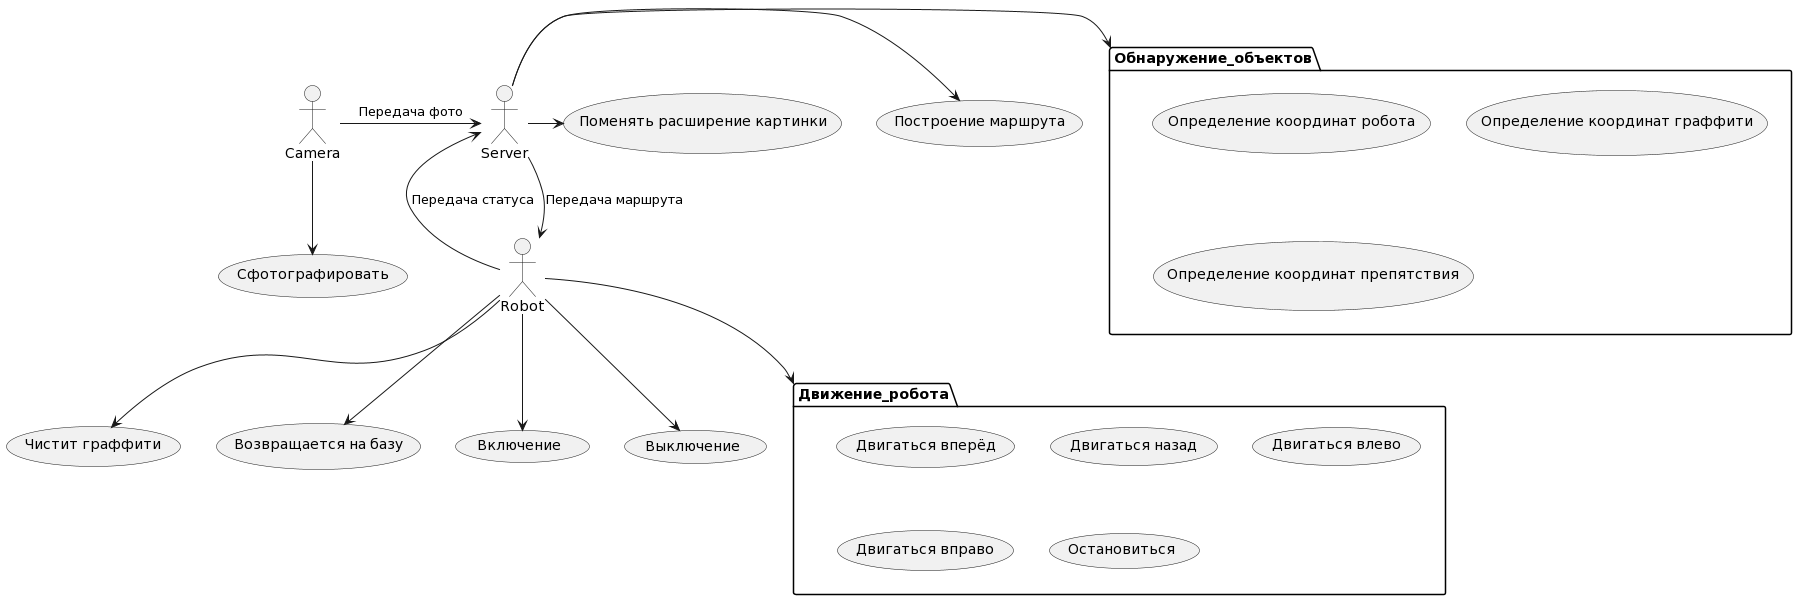 Обнаружение_объектов
Передача фото
Поменять расширение картинки
Построение маршрута
Определение координат робота
Определение координат граффити
Camera
Server
Передача статуса
Передача маршрута
Сфотографировать
Определение координат препятствия
Robot
Движение_робота
Чистит граффити
Возвращается на базу
Включение
Выключение
Двигаться вперёд
Двигаться назад
Двигаться влево
Двигаться вправо
Остановиться